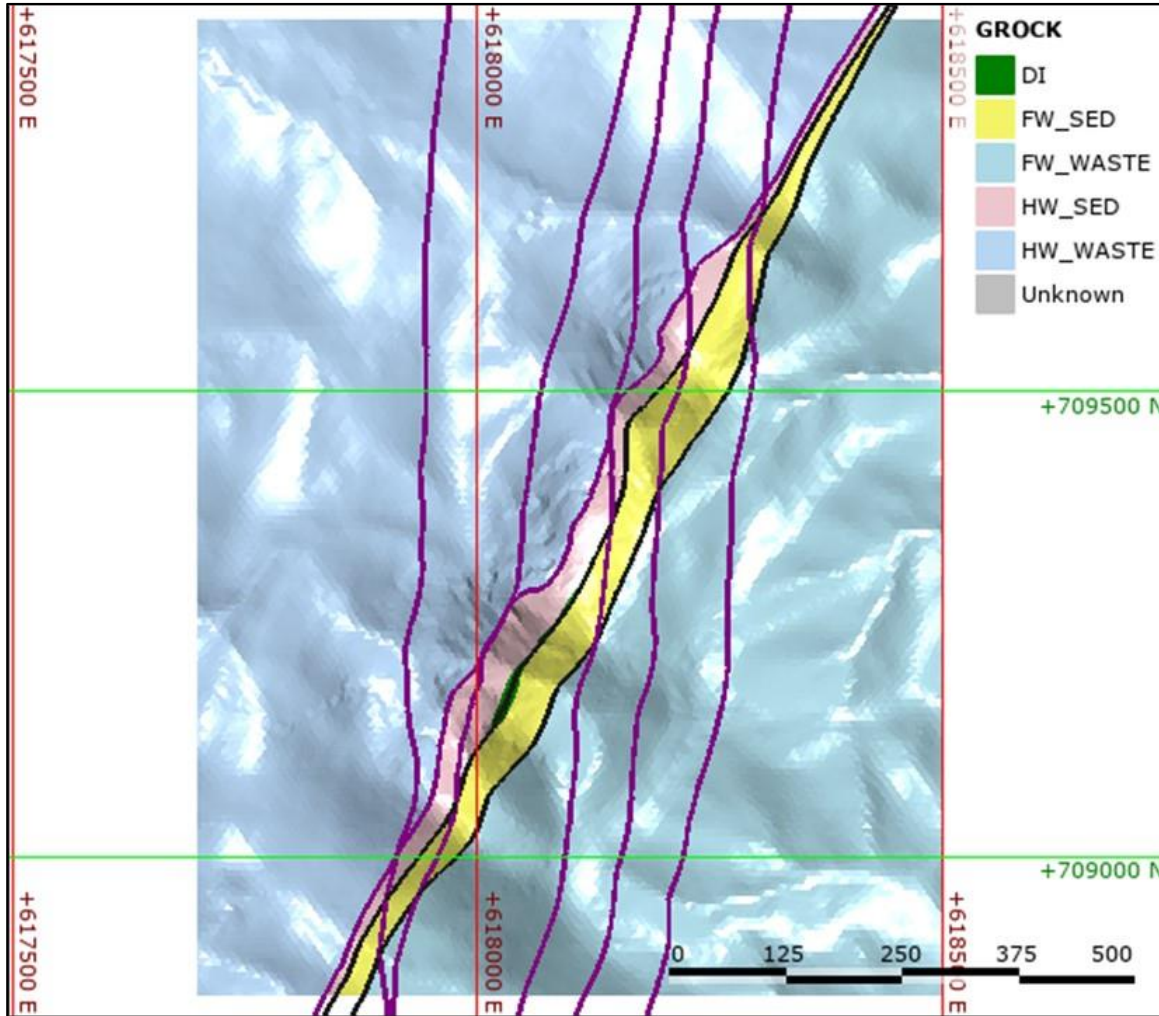 +617500 E
+618000 E
+618500 E
GROCK
DI
FW_SED
FW_WASTE
HW_SED
HW_WASTE
Unknown
+709500 N
+709000 N
+617500 E
+618000 E
+618500 E
0 125 250 375 500